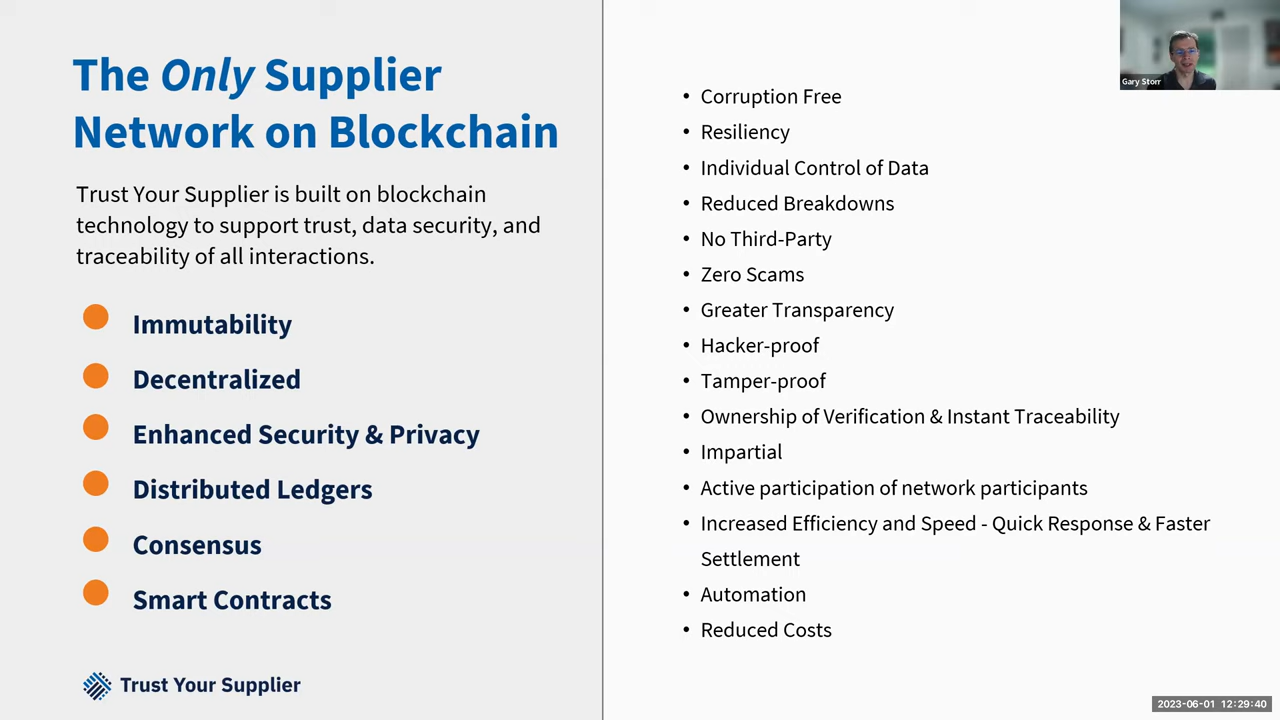 The Only Supplier
Network on Blockchain
Trust Your Supplier is built on blockchain
technology to support trust, data security, and
traceability of all interactions.
Immutability
Decentralized
Enhanced Security & Privacy
Distributed Ledgers
Consensus
Smart Contracts
Trust Your Supplier
• Corruption Free
• Resiliency
• Individual Control of Data
• Reduced Breakdowns
• No Third-Party
• Zero Scams
• Greater Transparency
• Hacker-proof
• Tamper-proof
• Ownership of Verification & Instant Traceability
• Impartial
• Active participation of network participants
• Increased Efficiency and Speed - Quick Response & Faster
Settlement
• Automation
• Reduced Costs
Gary Storr
2023-06-01 12:29:40